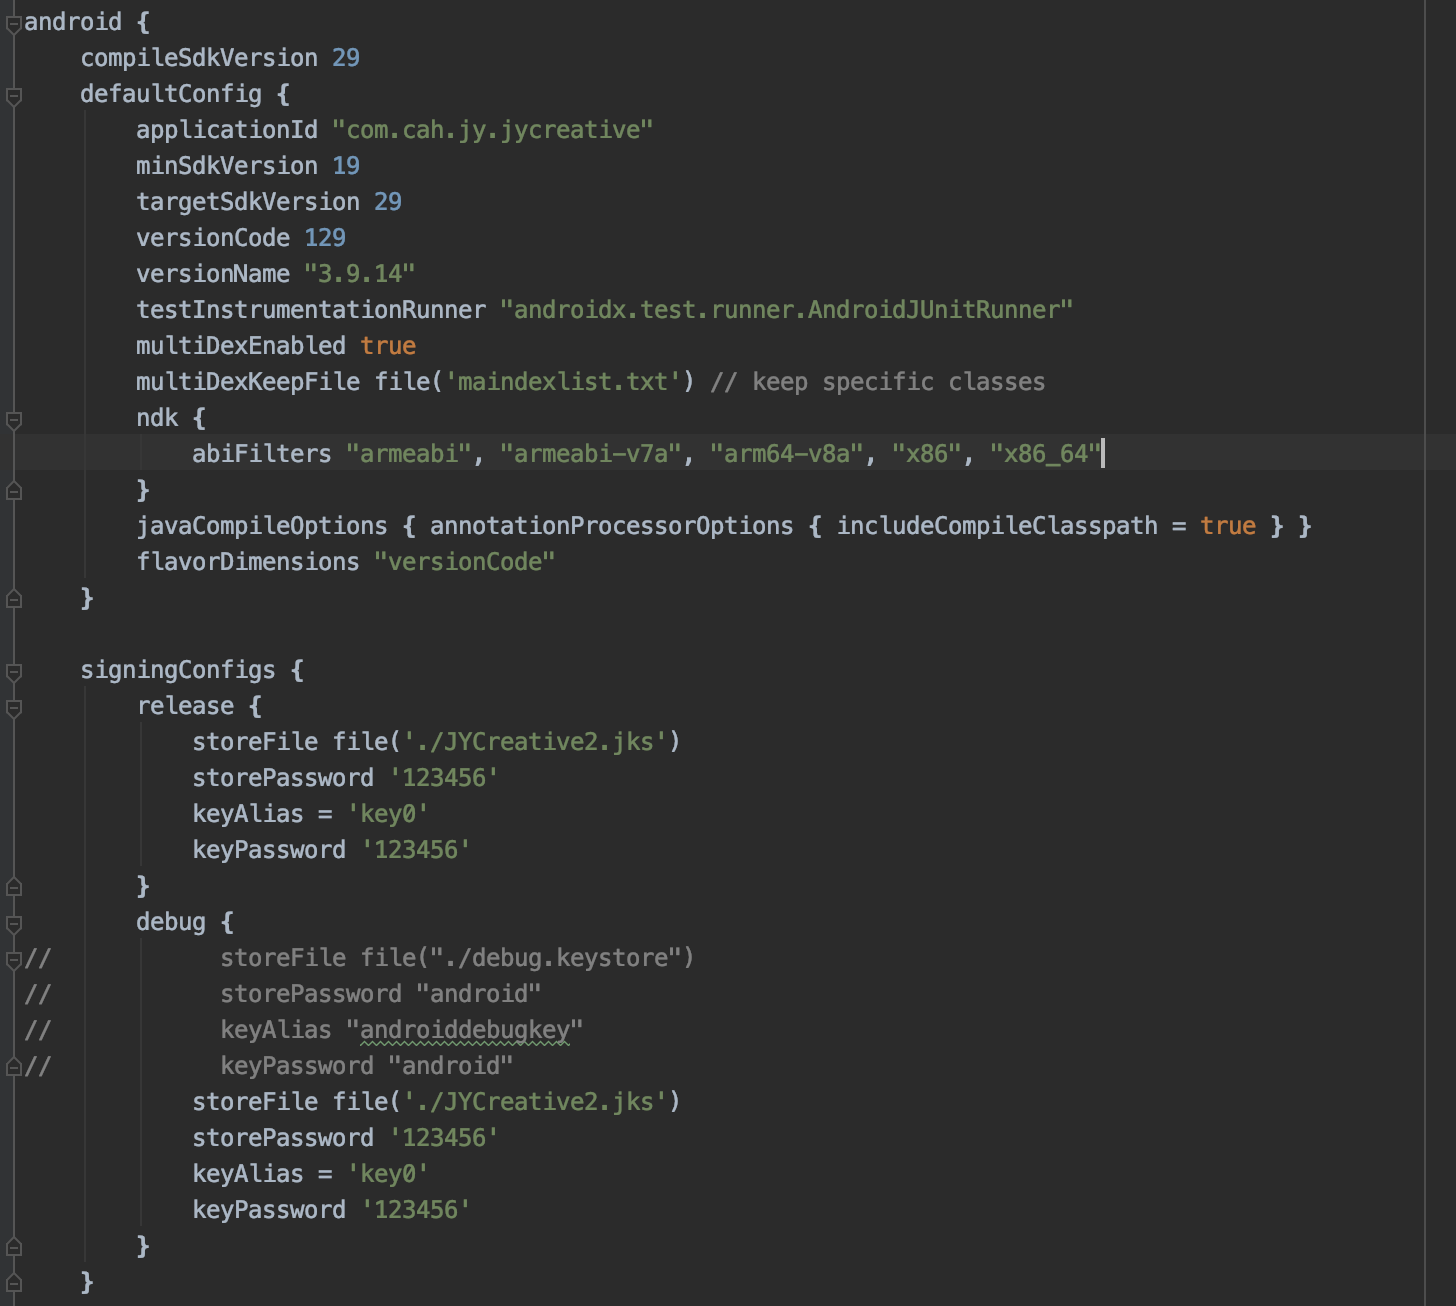 android {
    compileSdkVersion 29
    defaultConfig {
        applicationId "com.cah.jy.jycreative"
        minSdkVersion 19
        targetSdkVersion 29
        versionCode 129
        versionName "3.9.14"
        testInstrumentationRunner "androidx.test.runner.AndroidJUnitRunner"
        multiDexEnabled true
        multiDexKeepFile file('maindexlist.txt') // keep specific classes
        ndk {
            abiFilters "armeabi", "armeabi-v7a", "arm64-v8a", "x86", "x86_64"
        }
        javaCompileOptions { annotationProcessorOptions { includeCompileClasspath = true } }
        flavorDimensions "versionCode"
    }

    signingConfigs {
        release {
            storeFile file('./JYCreative2.jks')
            storePassword '123456'
            keyAlias = 'key0'
            keyPassword '123456'
        }
        debug {
//            storeFile file("./debug.keystore")
//            storePassword "android"
//            keyAlias "androiddebugkey"
//            keyPassword "android"
            storeFile file('./JYCreative2.jks')
            storePassword '123456'
            keyAlias = 'key0'
            keyPassword '123456'
        }
    }